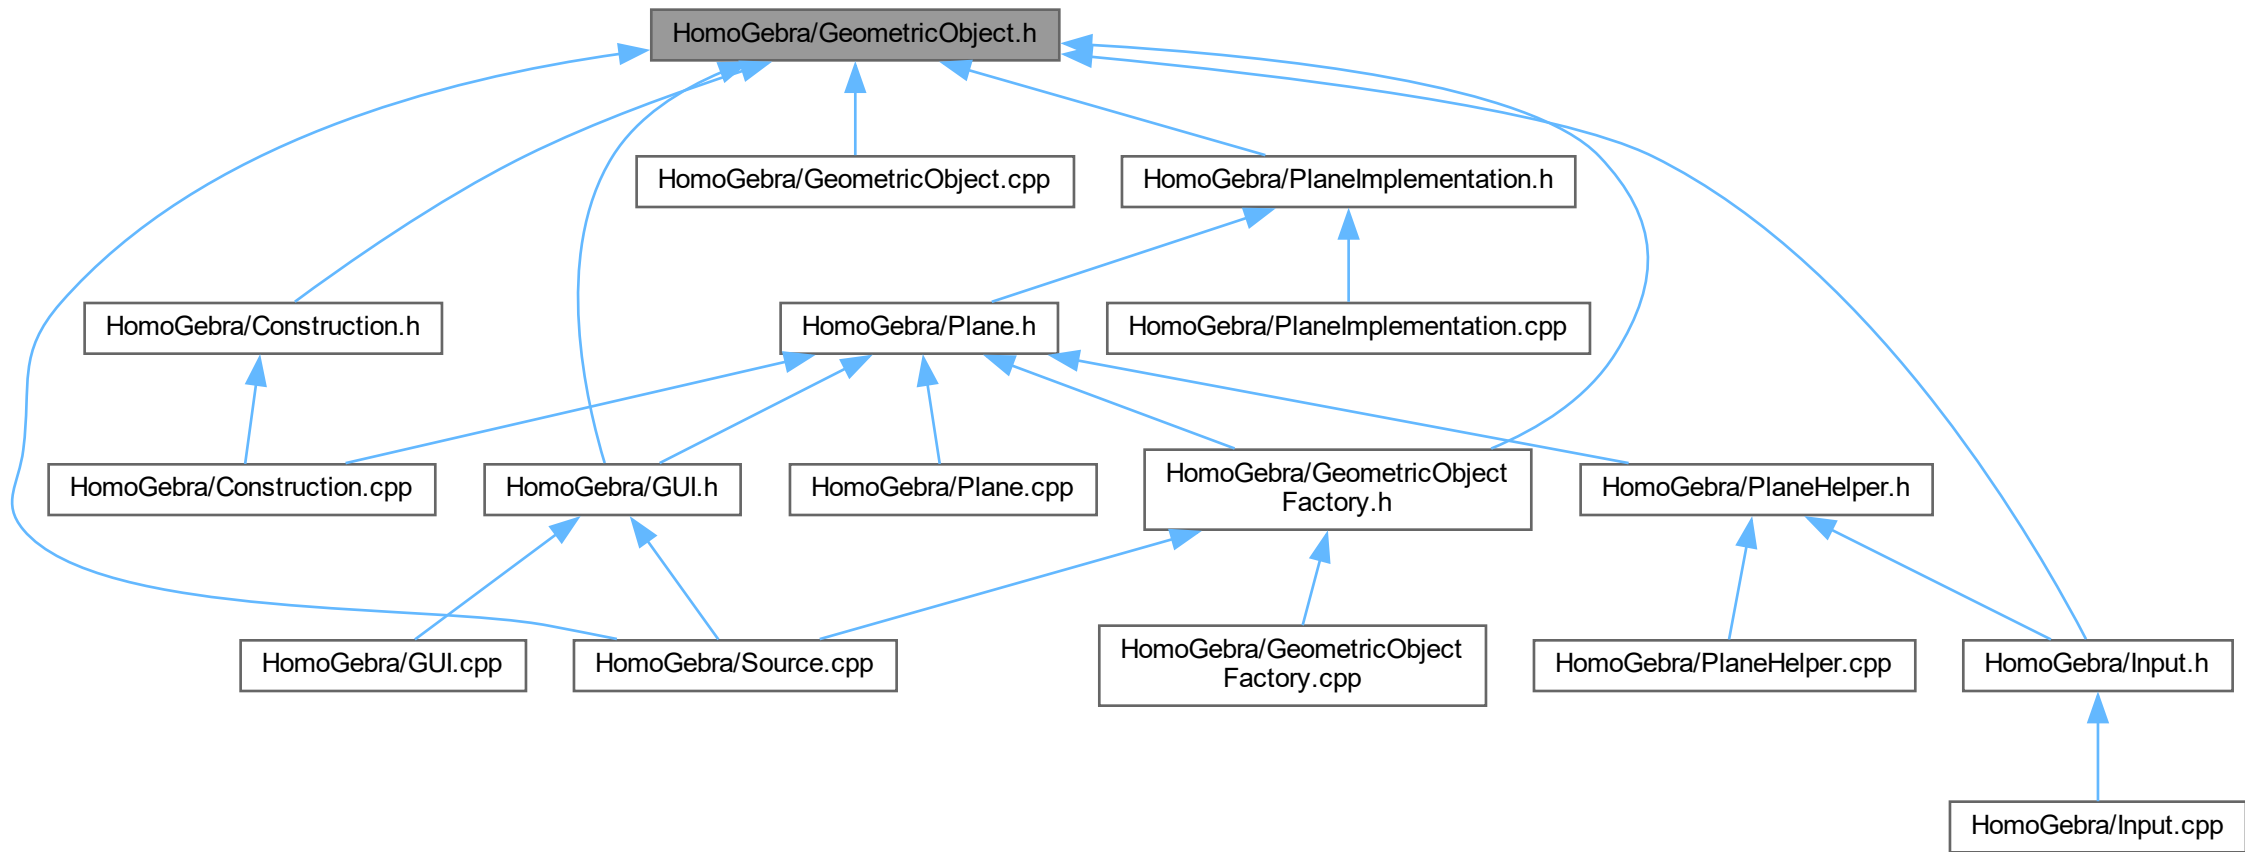 HomoGebra/GeometricObject.h
HomoGebra/GeometricObject.cpp
HomoGebra/PlaneImplementation.h
HomoGebra/Construction.h
HomoGebra/Plane.h
HomoGebra/PlaneImplementation.cpp
HomoGebra/Construction.cpp
HomoGebra/GUI.h
HomoGebra/Plane.cpp
HomoGebra/GeometricObject
Factory.h
HomoGebra/PlaneHelper.h
HomoGebra/GUI.cpp
HomoGebra/Source.cpp
HomoGebra/GeometricObject
Factory.cpp
HomoGebra/PlaneHelper.cpp
HomoGebra/Input.h
HomoGebra/Input.cpp